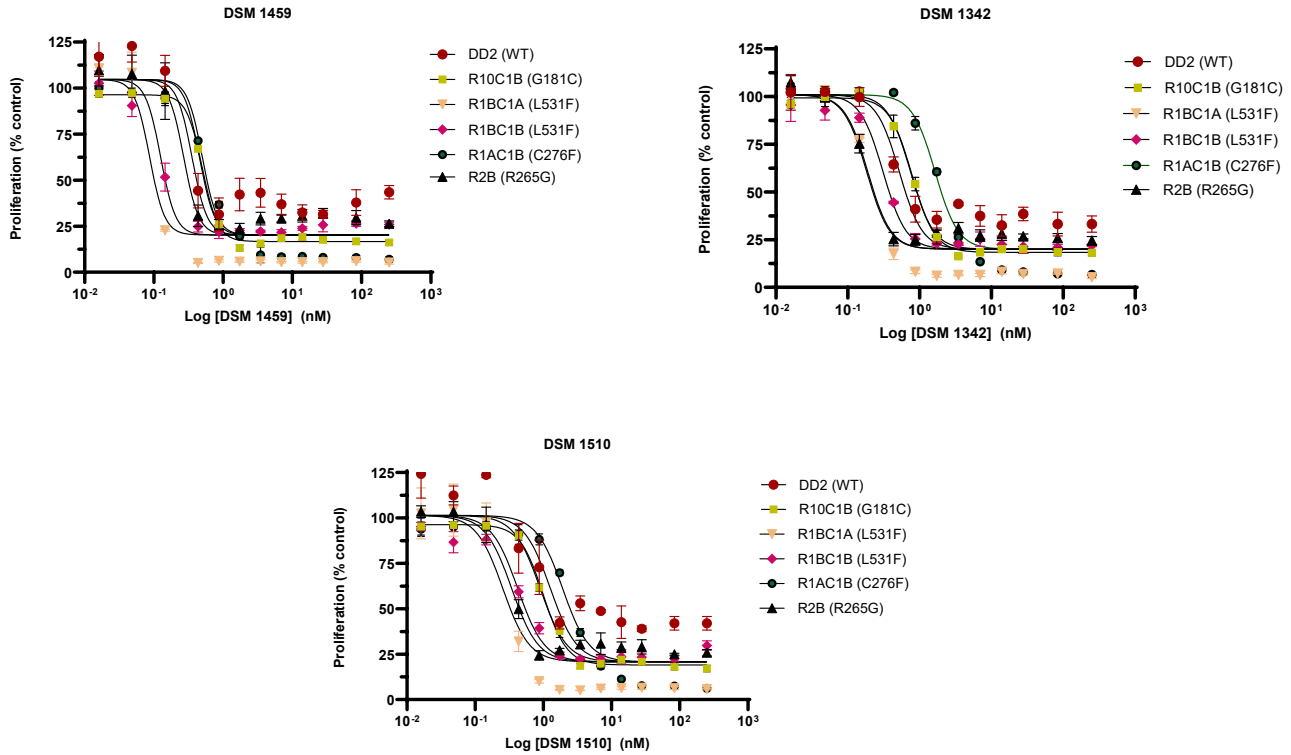 DSM 1459
Proliferation (% control)
125
100
75
50
25
0
10-2
10-1
100
101
102
103
Log [DSM 1459] (nM)
DD2 (WT)
R10C1B (G181C)
R1BC1A (L531F)
R1BC1B (L531F)
R1AC1B (C276F)
R2B (R265G)
DSM 1342
Proliferation (% control)
125
100
75
50
25
0
10-2
10-1
100
101
102
103
Log [DSM 1342] (nM)
DD2 (WT)
R10C1B (G181C)
R1BC1A (L531F)
R1BC1B (L531F)
R1AC1B (C276F)
R2B (R265G)
DSM 1510
Proliferation (% control)
125
100
75
50
25
0
10-2
10-1
100
101
102
103
Log [DSM 1510] (nM)
DD2 (WT)
R10C1B (G181C)
R1BC1A (L531F)
R1BC1B (L531F)
R1AC1B (C276F)
R2B (R265G)